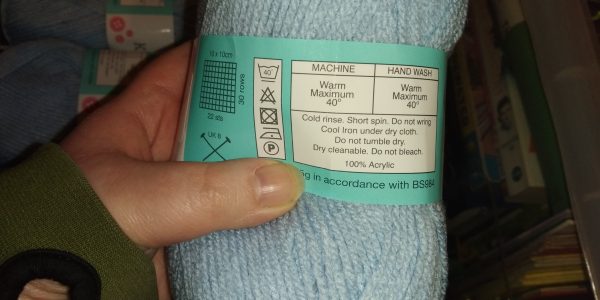 10 x 10cm
30 rows
22 sts
UK 8
40°
P
MACHINE
HAND WASH
Warm
Maximum
40°
Warm
Maximum
40°
Cold rinse. Short spin. Do not wring
Cool Iron under dry cloth.
Do not tumble dry.
Dry cleanable. Do not bleach.
100% Acrylic
in accordance with BS984
K